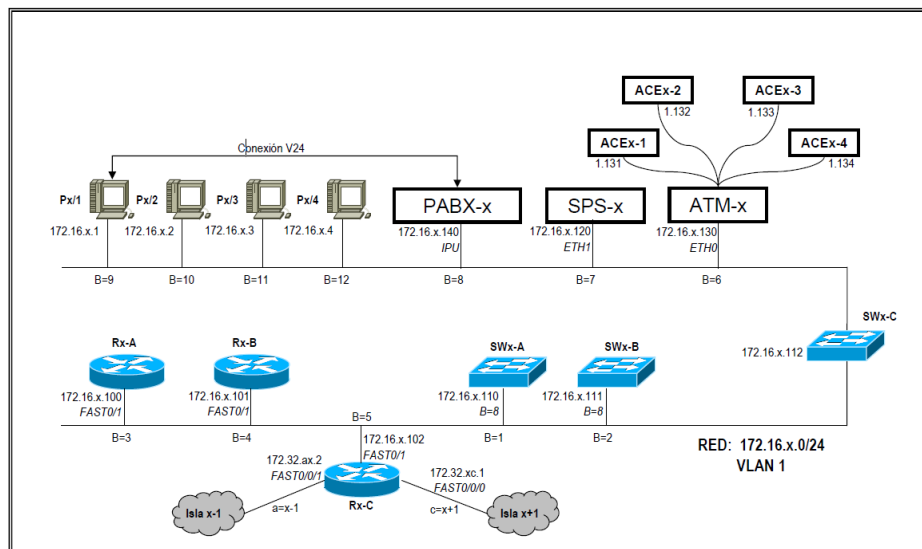 ACEx-2
1.132
ACEx-3
1.133
ACEx-1
1.131
ACEx-4
1.134
Conexión V24
Px/1
172.16.x.1
Px/2
172.16.x.2
Px/3
172.16.x.3
Px/4
172.16.x.4
PABX-x
172.16.x.140
IPU
SPS-x
172.16.x.120
ETH1
ATM-x
172.16.x.130
ETH0
B=9
B=10
B=11
B=12
B=8
B=7
B=6
SWx-C
172.16.x.112
Rx-A
172.16.x.100
FAST0/1
Rx-B
172.16.x.101
FAST0/1
SWx-A
172.16.x.110
B=8
SWx-B
172.16.x.111
B=8
B=3
B=4
B=5
B=1
B=2
172.16.x.102
FAST0/1
RED: 172.16.x.0/24
VLAN 1
172.32.ax.2
FAST0/0/1
172.32.xc.1
FAST0/0/0
Rx-C
Isla x-1
a=x-1
c=x+1
Isla x+1